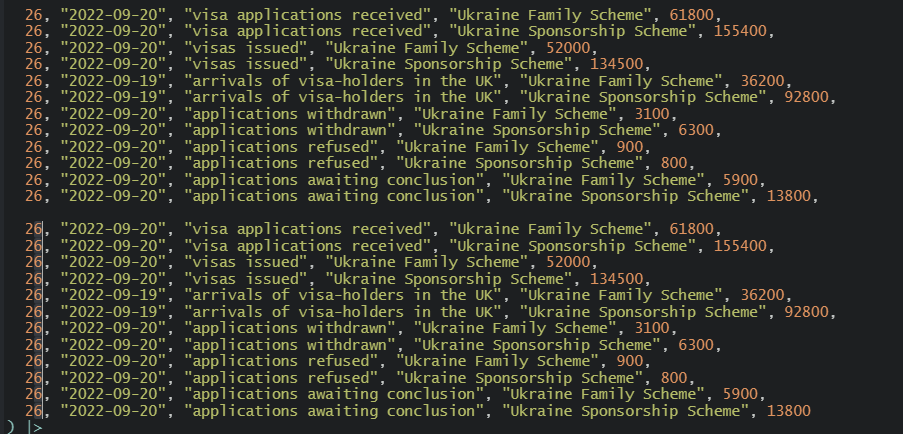 26, "2022-09-20", "visa applications received", "Ukraine Family Scheme", 61800,
26, "2022-09-20", "visa applications received", "Ukraine Sponsorship Scheme", 155400,
26, "2022-09-20", "visas issued", "Ukraine Family Scheme", 52000,
26, "2022-09-20", "visas issued", "Ukraine Sponsorship Scheme", 134500,
26, "2022-09-19", "arrivals of visa-holders in the UK", "Ukraine Family Scheme", 36200,
26, "2022-09-19", "arrivals of visa-holders in the UK", "Ukraine Sponsorship Scheme", 92800,
26, "2022-09-20", "applications withdrawn", "Ukraine Family Scheme", 3100,
26, "2022-09-20", "applications withdrawn", "Ukraine Sponsorship Scheme", 6300,
26, "2022-09-20", "applications refused", "Ukraine Family Scheme", 900,
26, "2022-09-20", "applications refused", "Ukraine Sponsorship Scheme", 800,
26, "2022-09-20", "applications awaiting conclusion", "Ukraine Family Scheme", 5900,
26, "2022-09-20", "applications awaiting conclusion", "Ukraine Sponsorship Scheme", 13800,
26, "2022-09-20", "visa applications received", "Ukraine Family Scheme", 61800,
26, "2022-09-20", "visa applications received", "Ukraine Sponsorship Scheme", 155400,
26, "2022-09-20", "visas issued", "Ukraine Family Scheme", 52000,
26, "2022-09-20", "visas issued", "Ukraine Sponsorship Scheme", 134500,
26, "2022-09-19", "arrivals of visa-holders in the UK", "Ukraine Family Scheme", 36200,
26, "2022-09-19", "arrivals of visa-holders in the UK", "Ukraine Sponsorship Scheme", 92800,
26, "2022-09-20", "applications withdrawn", "Ukraine Family Scheme", 3100,
26, "2022-09-20", "applications withdrawn", "Ukraine Sponsorship Scheme", 6300,
26, "2022-09-20", "applications refused", "Ukraine Family Scheme", 900,
26, "2022-09-20", "applications refused", "Ukraine Sponsorship Scheme", 800,
26, "2022-09-20", "applications awaiting conclusion", "Ukraine Family Scheme", 5900,
26, "2022-09-20", "applications awaiting conclusion", "Ukraine Sponsorship Scheme", 13800
) |>